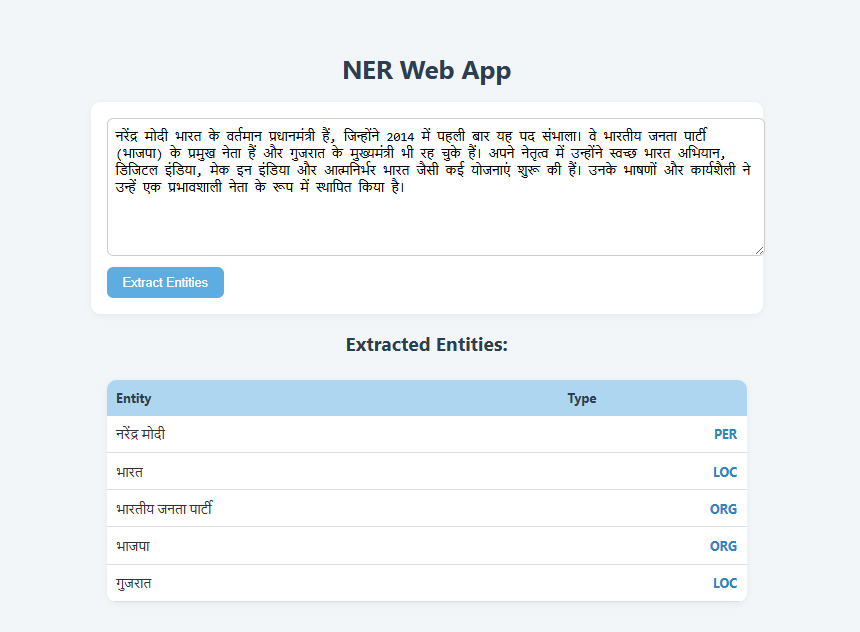 NER Web App
नरेंद्र मोदी भारत के वर्तमान प्रधानमंत्री हैं, जिन्होंने 2014 में पहली बार यह पद संभाला। वे भारतीय जनता पार्टी
(भाजपा) के प्रमुख नेता हैं और गुजरात के मुख्यमंत्री भी रह चुके हैं। अपने नेतृत्व में उन्होंने स्वच्छ भारत अभियान,
डिजिटल इंडिया, मेक इन इंडिया और आत्मनिर्भर भारत जैसी कई योजनाएं शुरू की हैं। उनके भाषणों और कार्यशैली ने
उन्हें एक प्रभावशाली नेता के रूप में स्थापित किया है।
Extract Entities
Extracted Entities:
Entity Type
नरेंद्र मोदी PER
भारत LOC
भारतीय जनता पार्टी ORG
भाजपा ORG
गुजरात LOC